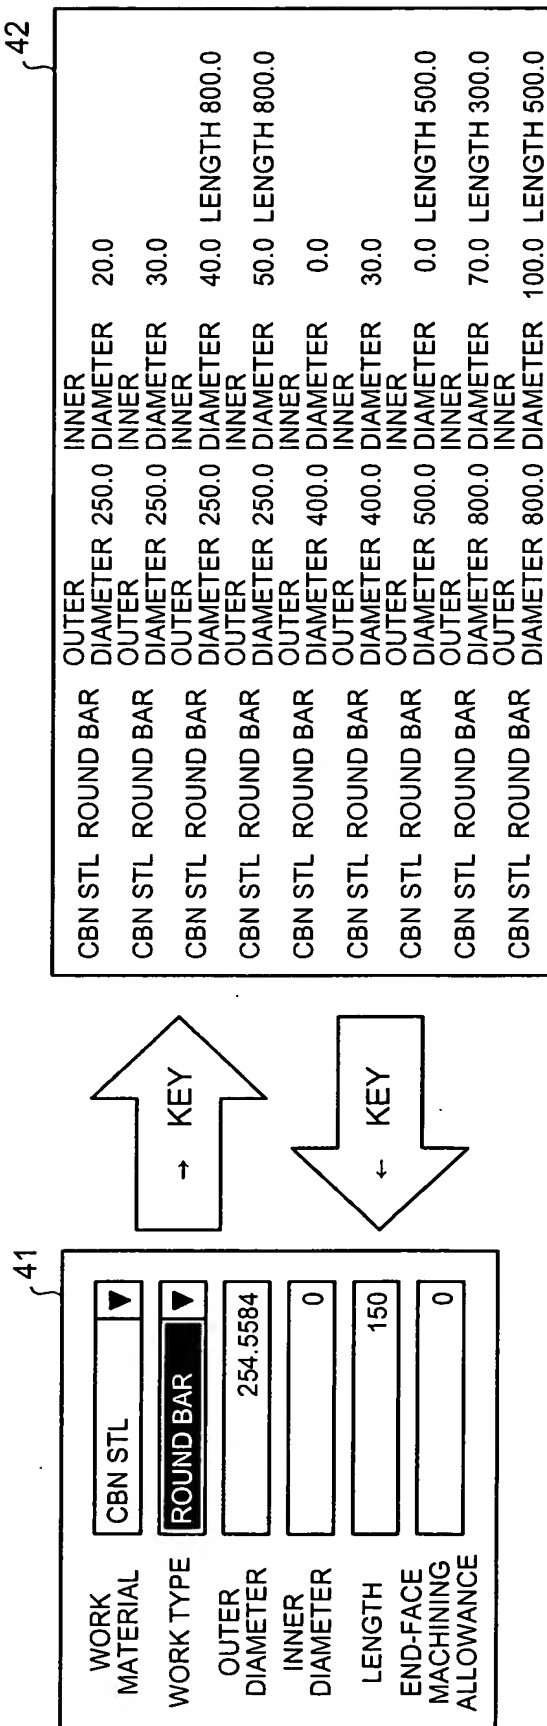 41
WORK
MATERIAL
CBN STL ▼
WORK TYPE
ROUND BAR ▼
OUTER
DIAMETER
254.5584
INNER
DIAMETER
0
LENGTH
150
END-FACE
MACHINING
ALLOWANCE
0
→ KEY
← KEY
42
CBN STL ROUND BAR OUTER DIAMETER 250.0 INNER DIAMETER 20.0
CBN STL ROUND BAR OUTER DIAMETER 250.0 INNER DIAMETER 30.0
CBN STL ROUND BAR OUTER DIAMETER 250.0 INNER DIAMETER 40.0 LENGTH 800.0
CBN STL ROUND BAR OUTER DIAMETER 250.0 INNER DIAMETER 50.0 LENGTH 800.0
CBN STL ROUND BAR OUTER DIAMETER 400.0 INNER DIAMETER 0.0
CBN STL ROUND BAR OUTER DIAMETER 400.0 INNER DIAMETER 30.0
CBN STL ROUND BAR OUTER DIAMETER 500.0 INNER DIAMETER 0.0 LENGTH 500.0
CBN STL ROUND BAR OUTER DIAMETER 800.0 INNER DIAMETER 70.0 LENGTH 300.0
CBN STL ROUND BAR OUTER DIAMETER 800.0 INNER DIAMETER 100.0 LENGTH 500.0